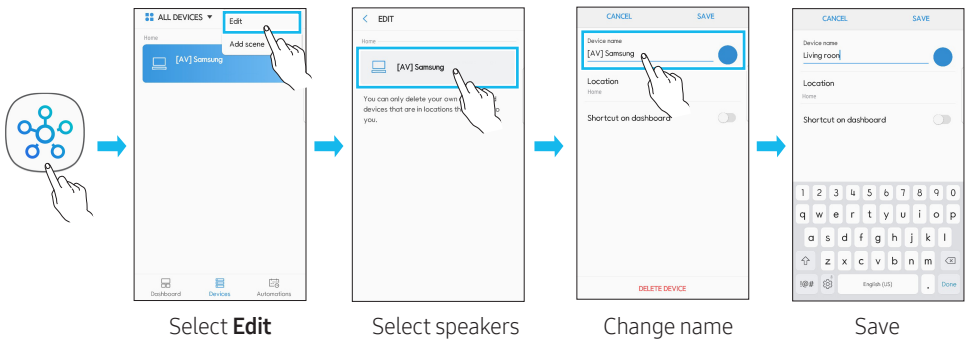 ALL DEVICES ▼
Edit
Home
Add scene
[AV] Samsung
Dashboard
Devices
Automations
Select Edit
< EDIT
Home
[AV] Samsung
You can only delete your own
devices that are in locations
you.
Select speakers
CANCEL
SAVE
Device name
[AV] Samsung
Location
Home
Shortcut on dashboard
DELETE DEVICE
Change name
CANCEL
SAVE
Device name
Living roon
Location
Home
Shortcut on dashboard
1 2 3 4 5 6 7 8 9 0
q w e r t y u i o p
a s d f g h j k l
z x c v b n m
!@# English (US) . Done
Save